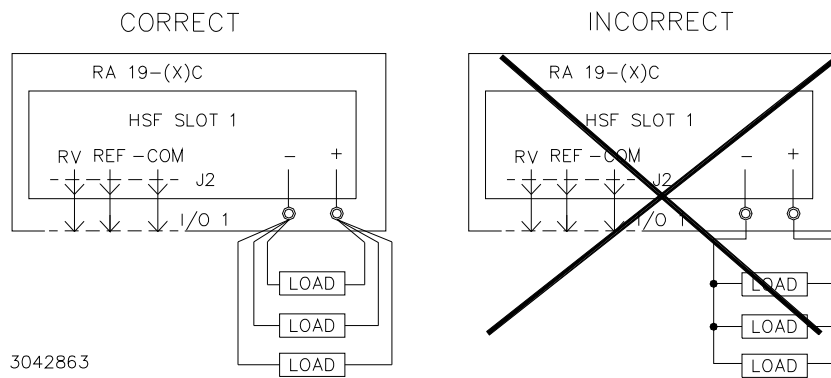 CORRECT
RA 19-(X)C
HSF SLOT 1
RV REF -COM - +
J2
I/O 1
LOAD
LOAD
LOAD
3042863
INCORRECT
RA 19-(X)C
HSF SLOT 1
RV REF -COM - +
J2
I/O 1
LOAD
LOAD
LOAD